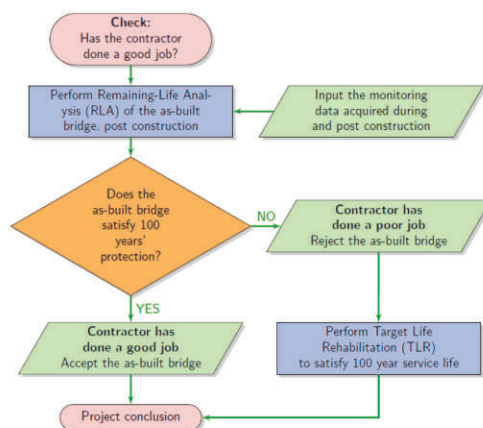 Check:
Has the contractor
done a good job?
Perform Remaining-Life Anal-
ysis (RLA) of the as-built
bridge, post construction
Input the monitoring
data acquired during
and post construction
Does the
as-built bridge
satisfy 100
years'
protection?
NO
Contractor has
done a poor job
Reject the as-built bridge
YES
Contractor has
done a good job
Accept the as-built bridge
Perform Target Life
Rehabilitation (TLR)
to satisfy 100 year service life
Project conclusion